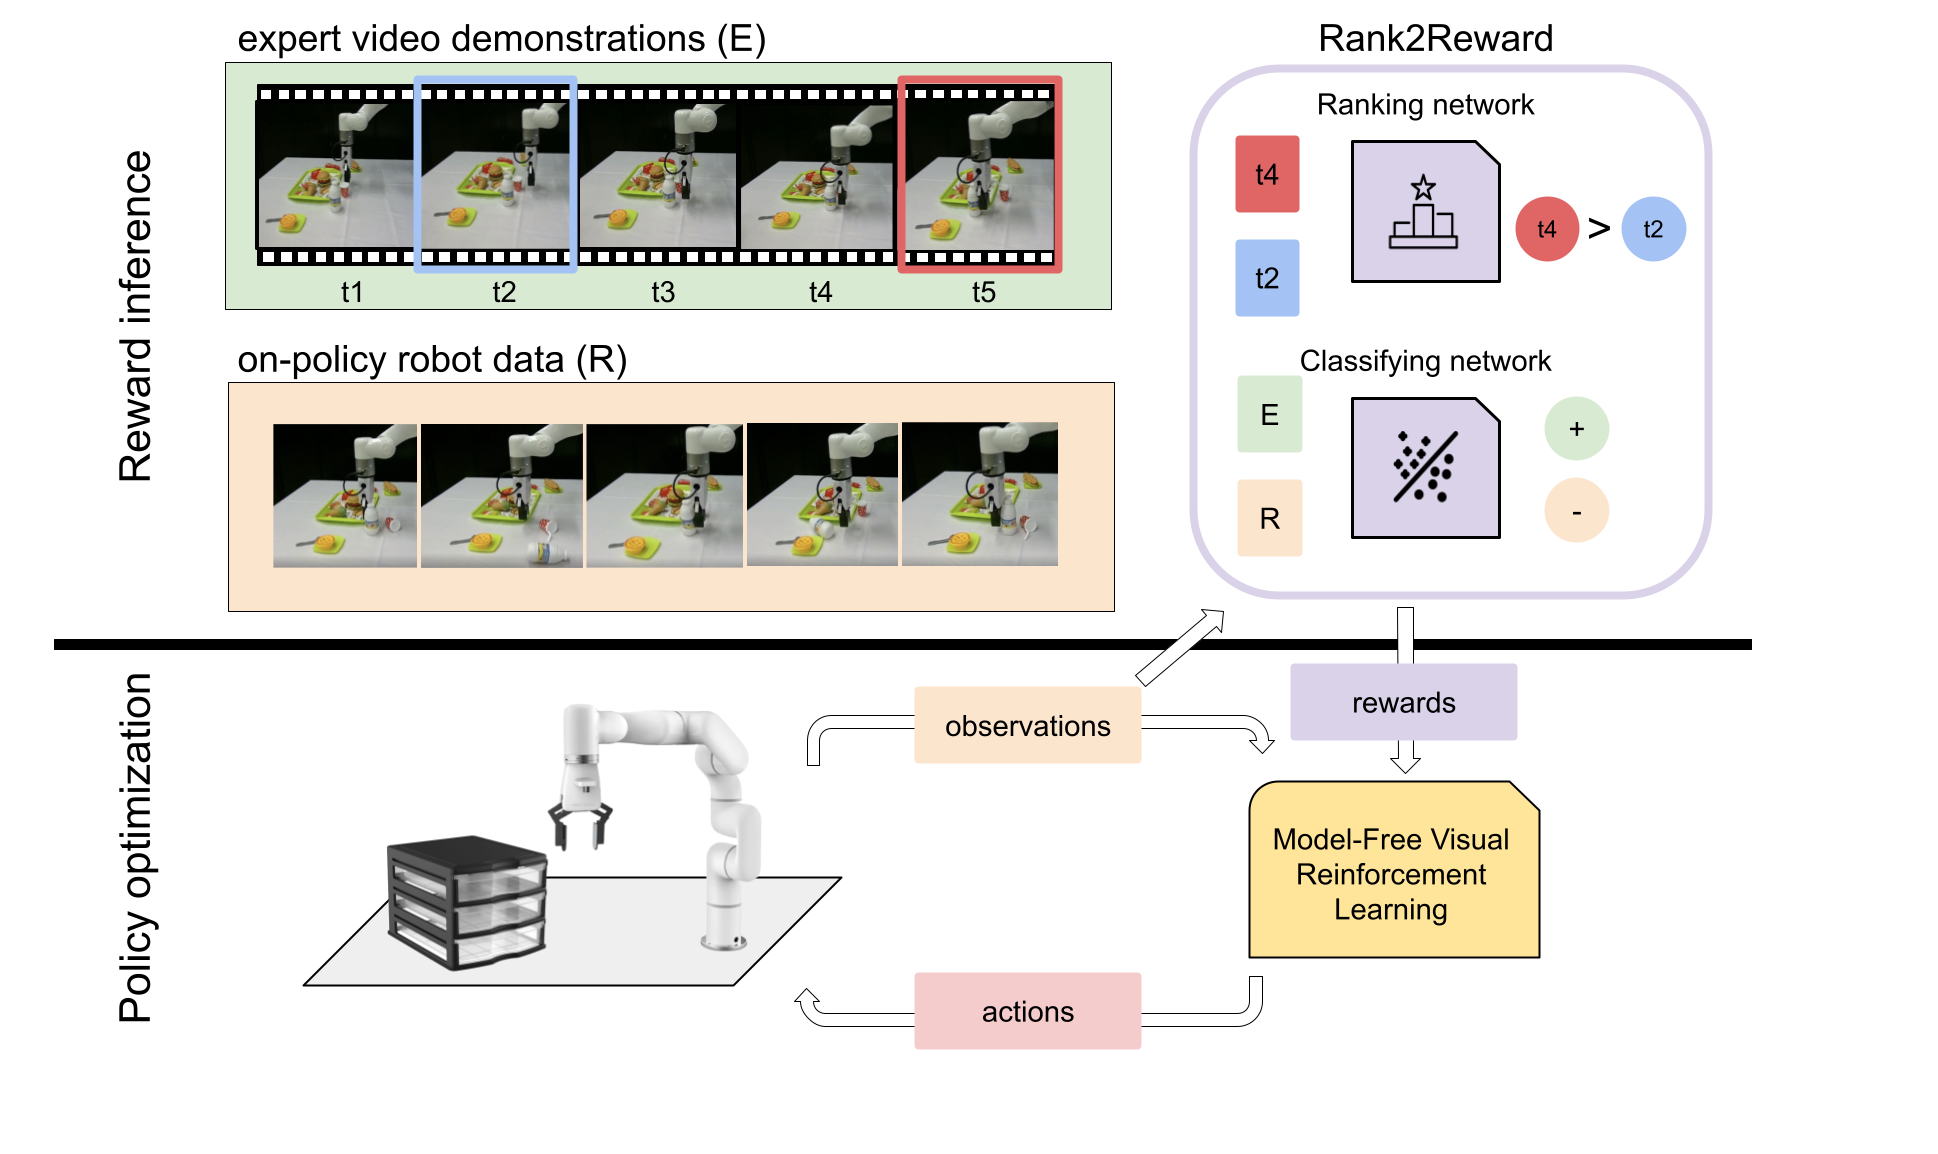 expert video demonstrations (E)
t1 t2 t3 t4 t5
on-policy robot data (R)
Reward inference
Rank2Reward
Ranking network
t4
t2
t4 > t2
Classifying network
E
R
+
-
Policy optimization
observations
rewards
Model-Free Visual
Reinforcement
Learning
actions